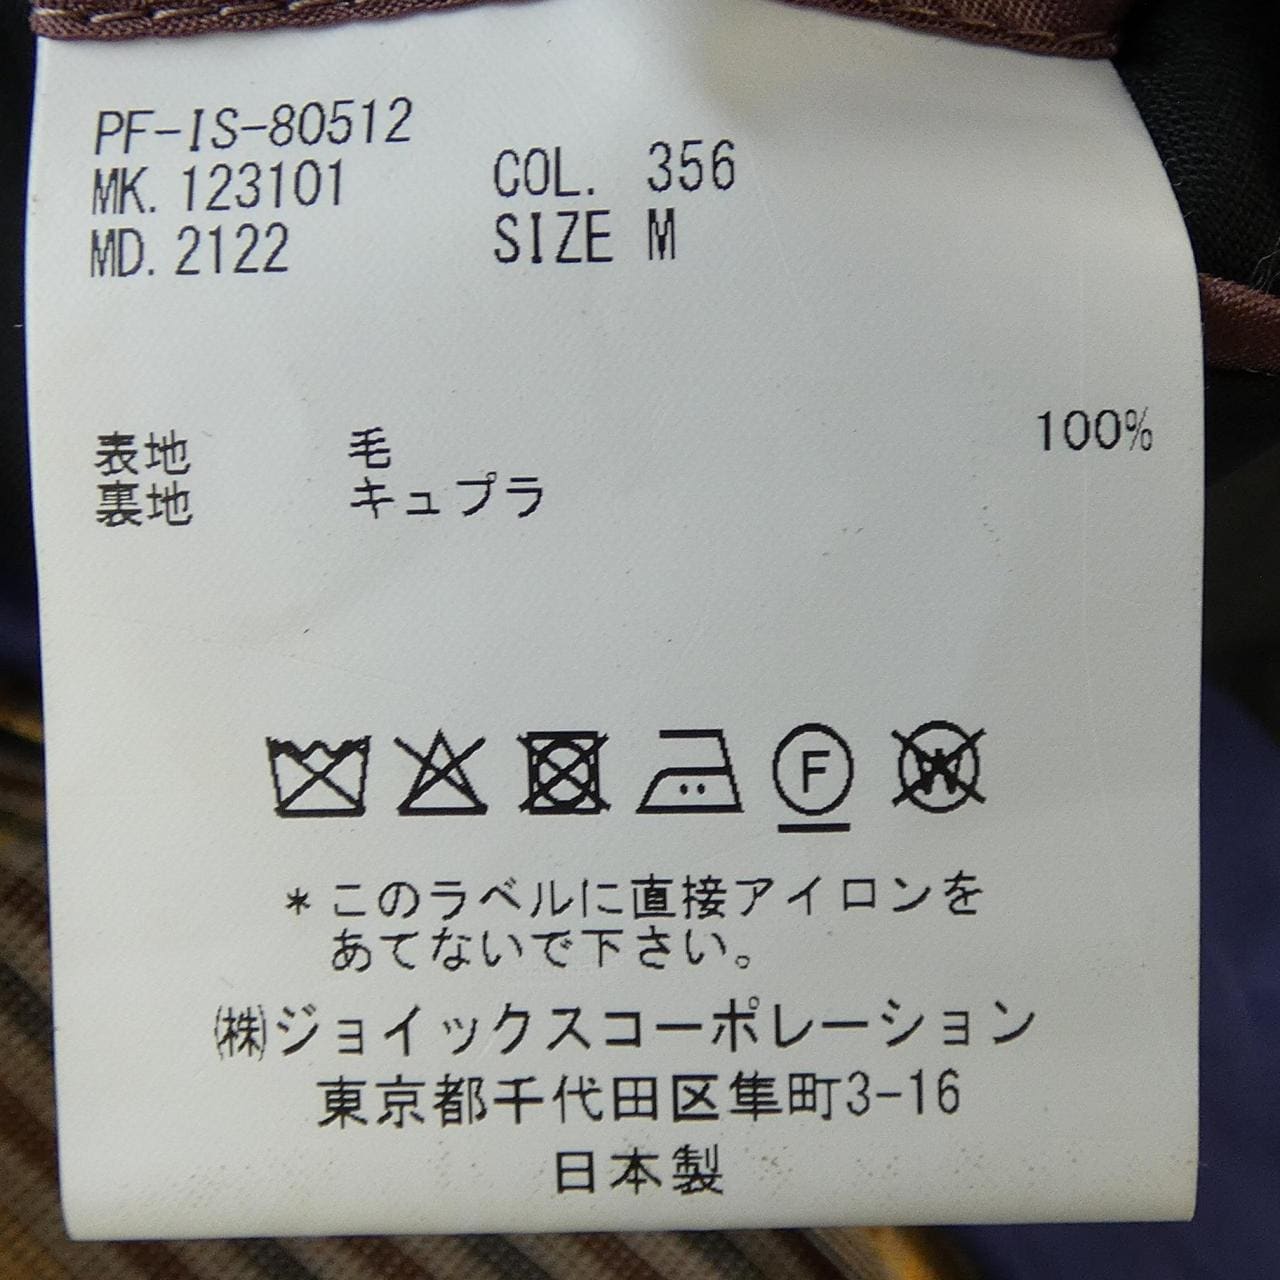 PF-IS-80512
MK. 123101 COL. 356
MD. 2122 SIZE M
表地 毛 100%
裏地 キュプラ
F
W
*このラベルに直接アイロンを
あてないで下さい。
㈱ジョイックスコーポレーション
東京都千代田区隼町3-16
日本製